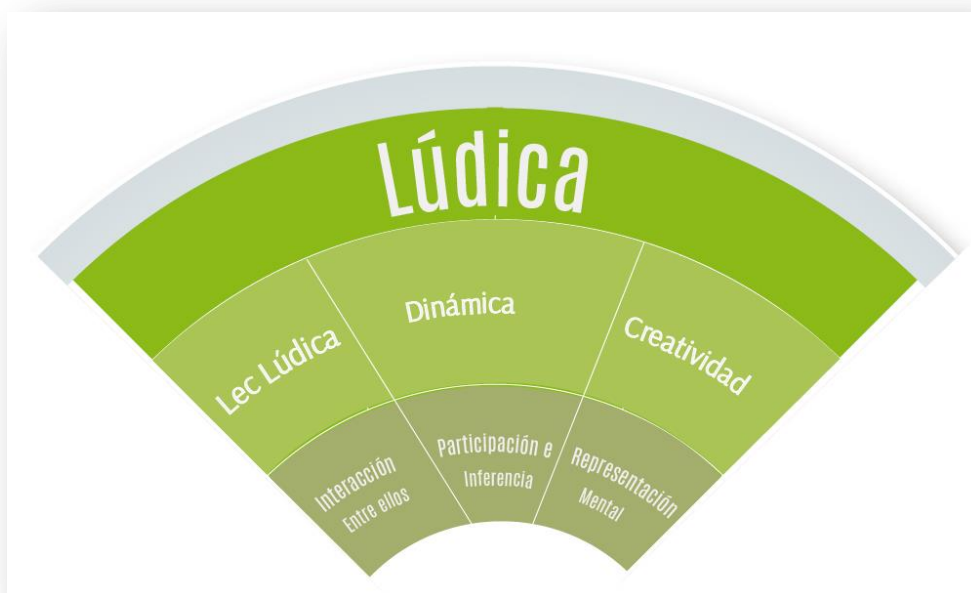 Lúdica
Lec Lúdica
Dinámica
Creatividad
Interacción
Entre ellos
Participación e
Inferencia
Representación
Mental